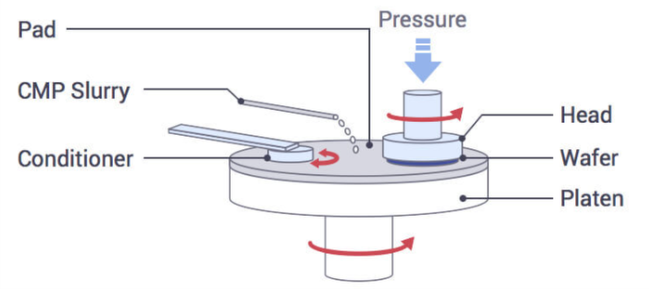 Pressure
Pad
CMP Slurry
Conditioner
Head
Wafer
Platen